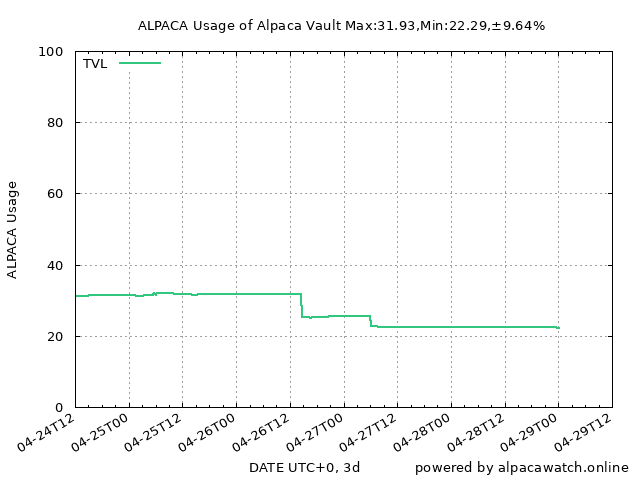 ALPACA Usage of Alpaca Vault Max:31.93,Min:22.29,±9.64%
TVL
ALPACA Usage
100
80
60
40
20
0
04-24T12
04-25T00
04-25T12
04-26T00
04-26T12
04-27T00
04-27T12
04-28T00
04-28T12
04-29T00
04-29T12
DATE UTC+0, 3d
powered by alpacawatch.online